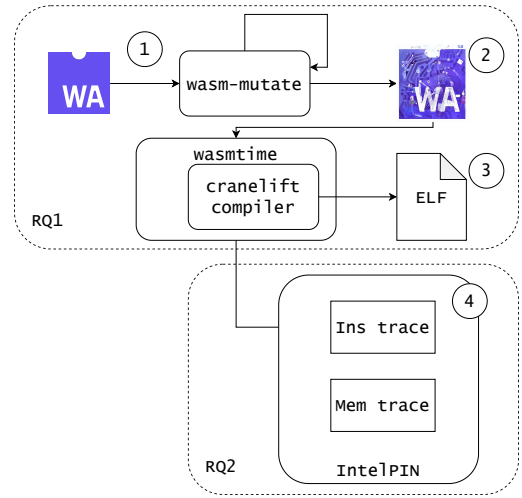 1
2
WA
wasm-mutate
WA
wasmtime
cranelift
compiler
3
ELF
RQ1
4
Ins trace
Mem trace
RQ2
IntelPIN